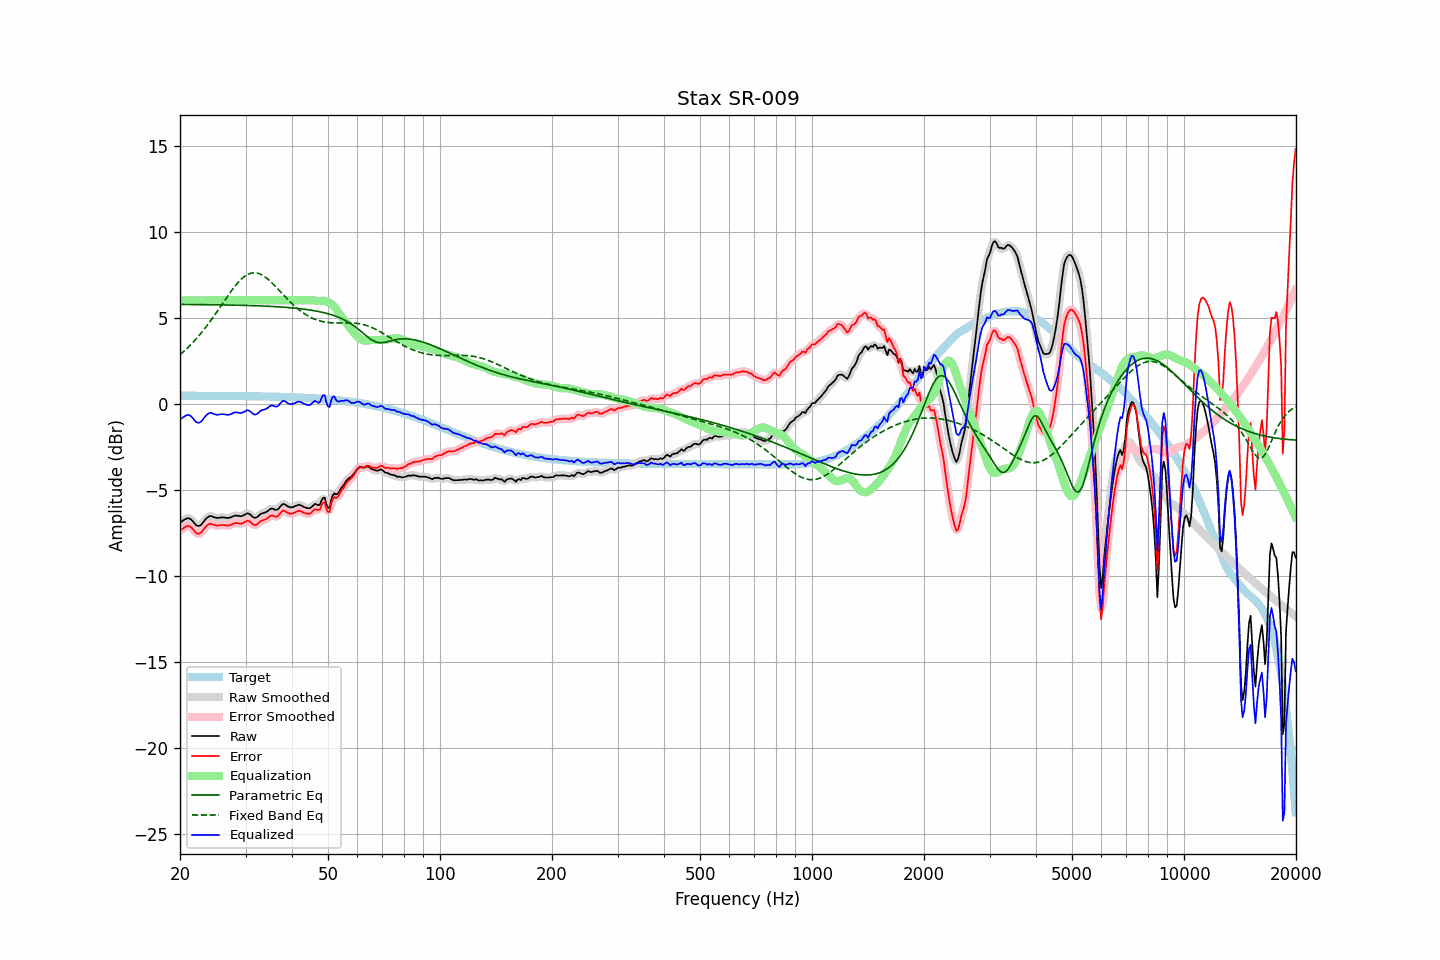 Stax SR-009
Amplitude (dBr)
15
10
5
0
−5
−10
−15
−20
−25
Target
Raw Smoothed
Error Smoothed
Raw
Error
Equalization
Parametric Eq
Fixed Band Eq
Equalized
20 50 100 200 500 1000 2000 5000 10000 20000
Frequency (Hz)